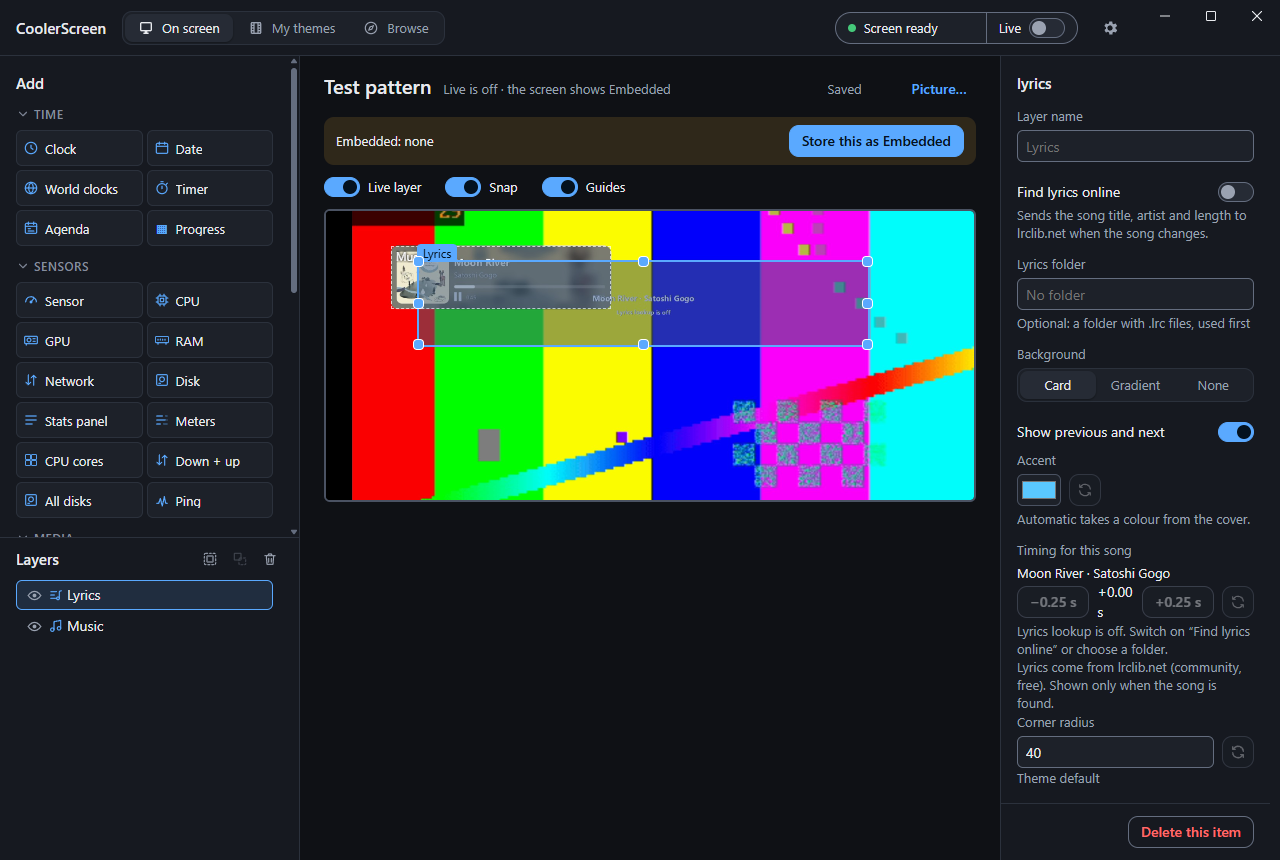 CoolerScreen
On screen
My themes
Browse
Screen ready
Live
Add
TIME
Clock
Date
World clocks
Timer
Agenda
Progress
SENSORS
Sensor
CPU
GPU
RAM
Network
Disk
Stats panel
Meters
CPU cores
Down + up
All disks
Ping
MEDIA
Layers
Lyrics
Music
Test pattern
Live is off · the screen shows Embedded
Saved
Picture...
Embedded: none
Store this as Embedded
Live layer
Snap
Guides
25
Lyrics
Moon River
Satoshi Gogo
Moon River · Satoshi Gogo
lyrics
Layer name
Lyrics
Find lyrics online
Sends the song title, artist and length to
lrclib.net when the song changes.
Lyrics folder
No folder
Optional: a folder with .lrc files, used first
Background
Card
Gradient
None
Show previous and next
Accent
Automatic takes a colour from the cover.
Timing for this song
Moon River · Satoshi Gogo
−0.25 s
+0.00
s
+0.25 s
Lyrics lookup is off. Switch on “Find lyrics
online” or choose a folder.
Lyrics come from lrclib.net (community,
free). Shown only when the song is
found.
Corner radius
40
Theme default
Delete this item